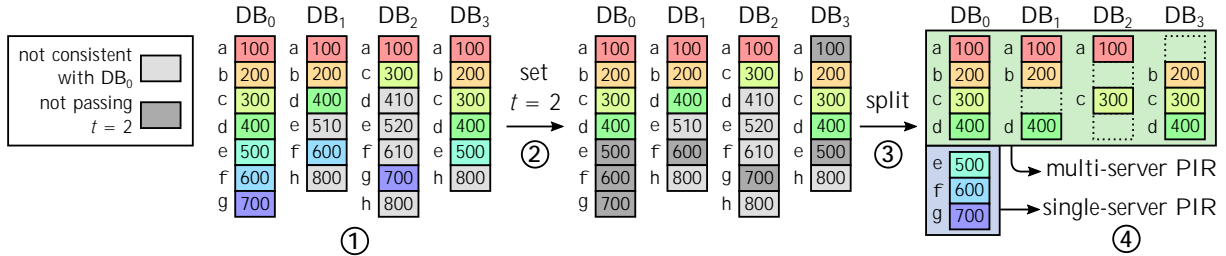 DB0 DB1 DB2 DB3 DB0 DB1 DB2 DB3 DB0 DB1 DB2 DB3
not consistent
with DB0
not passing
t = 2
a 100 a 100 a 100 a 100
b 200 b 200 c 300 b 200
c 300 d 400 d 410 c 300
d 400 e 510 e 520 d 400
e 500 f 600 f 610 e 500
f 600 h 800 g 700 h 800
g 700 h 800
①
set
t = 2
②
a 100 a 100 a 100 a 100
b 200 b 200 c 300 b 200
c 300 d 400 d 410 c 300
d 400 e 510 e 520 d 400
e 500 f 600 f 610 e 500
f 600 h 800 g 700 h 800
g 700 h 800
split
③
a 100 a 100 a 100
b 200 b 200 b 200
c 300 c 300 c 300
d 400 d 400 d 400
e 500
f 600
g 700
multi-server PIR
single-server PIR
④